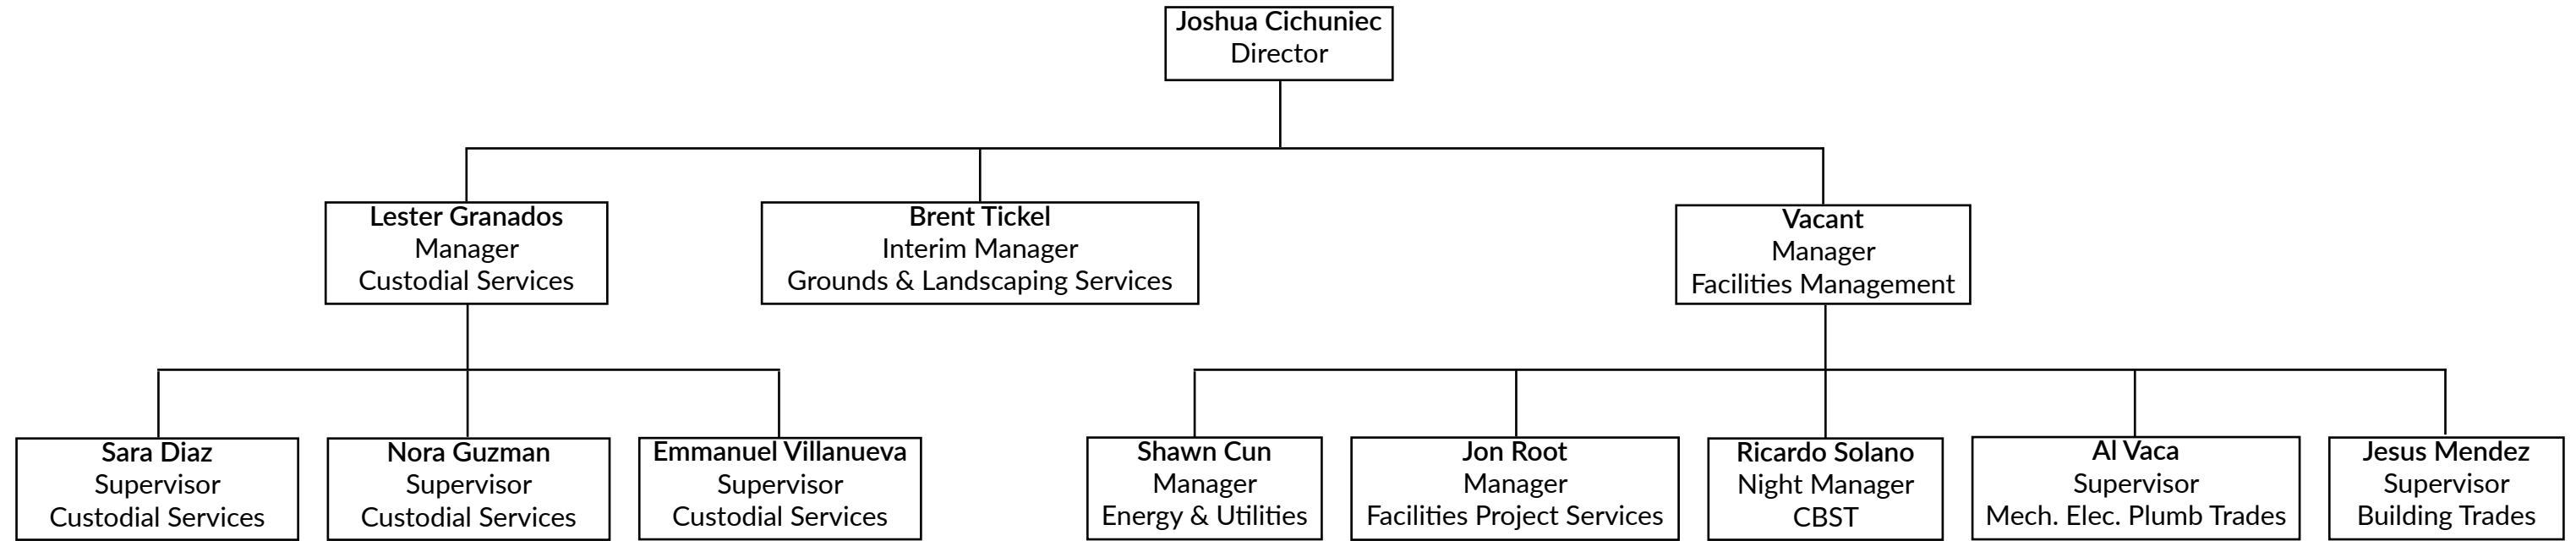 Joshua Cichuniec
Director
Lester Granados
Manager
Custodial Services
Brent Tickel
Interim Manager
Grounds & Landscaping Services
Vacant
Manager
Facilities Management
Sara Diaz
Supervisor
Custodial Services
Nora Guzman
Supervisor
Custodial Services
Emmanuel Villanueva
Supervisor
Custodial Services
Shawn Cun
Manager
Energy & Utilities
Jon Root
Manager
Facilities Project Services
Ricardo Solano
Night Manager
CBST
Al Vaca
Supervisor
Mech. Elec. Plumb Trades
Jesus Mendez
Supervisor
Building Trades